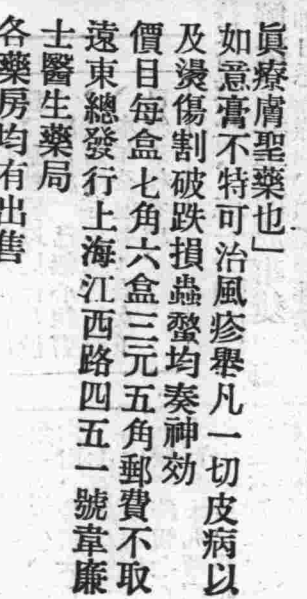 眞療膚聖藥也」
如意膏不特可治風疹舉凡一切皮病以
及燙傷割破跌損蟲螫均奏神効
價目每盒七角六盒三元五角郵費不取
遠東總發行上海江西路四五一號韋廉
士醫生藥局
各藥房均有出售